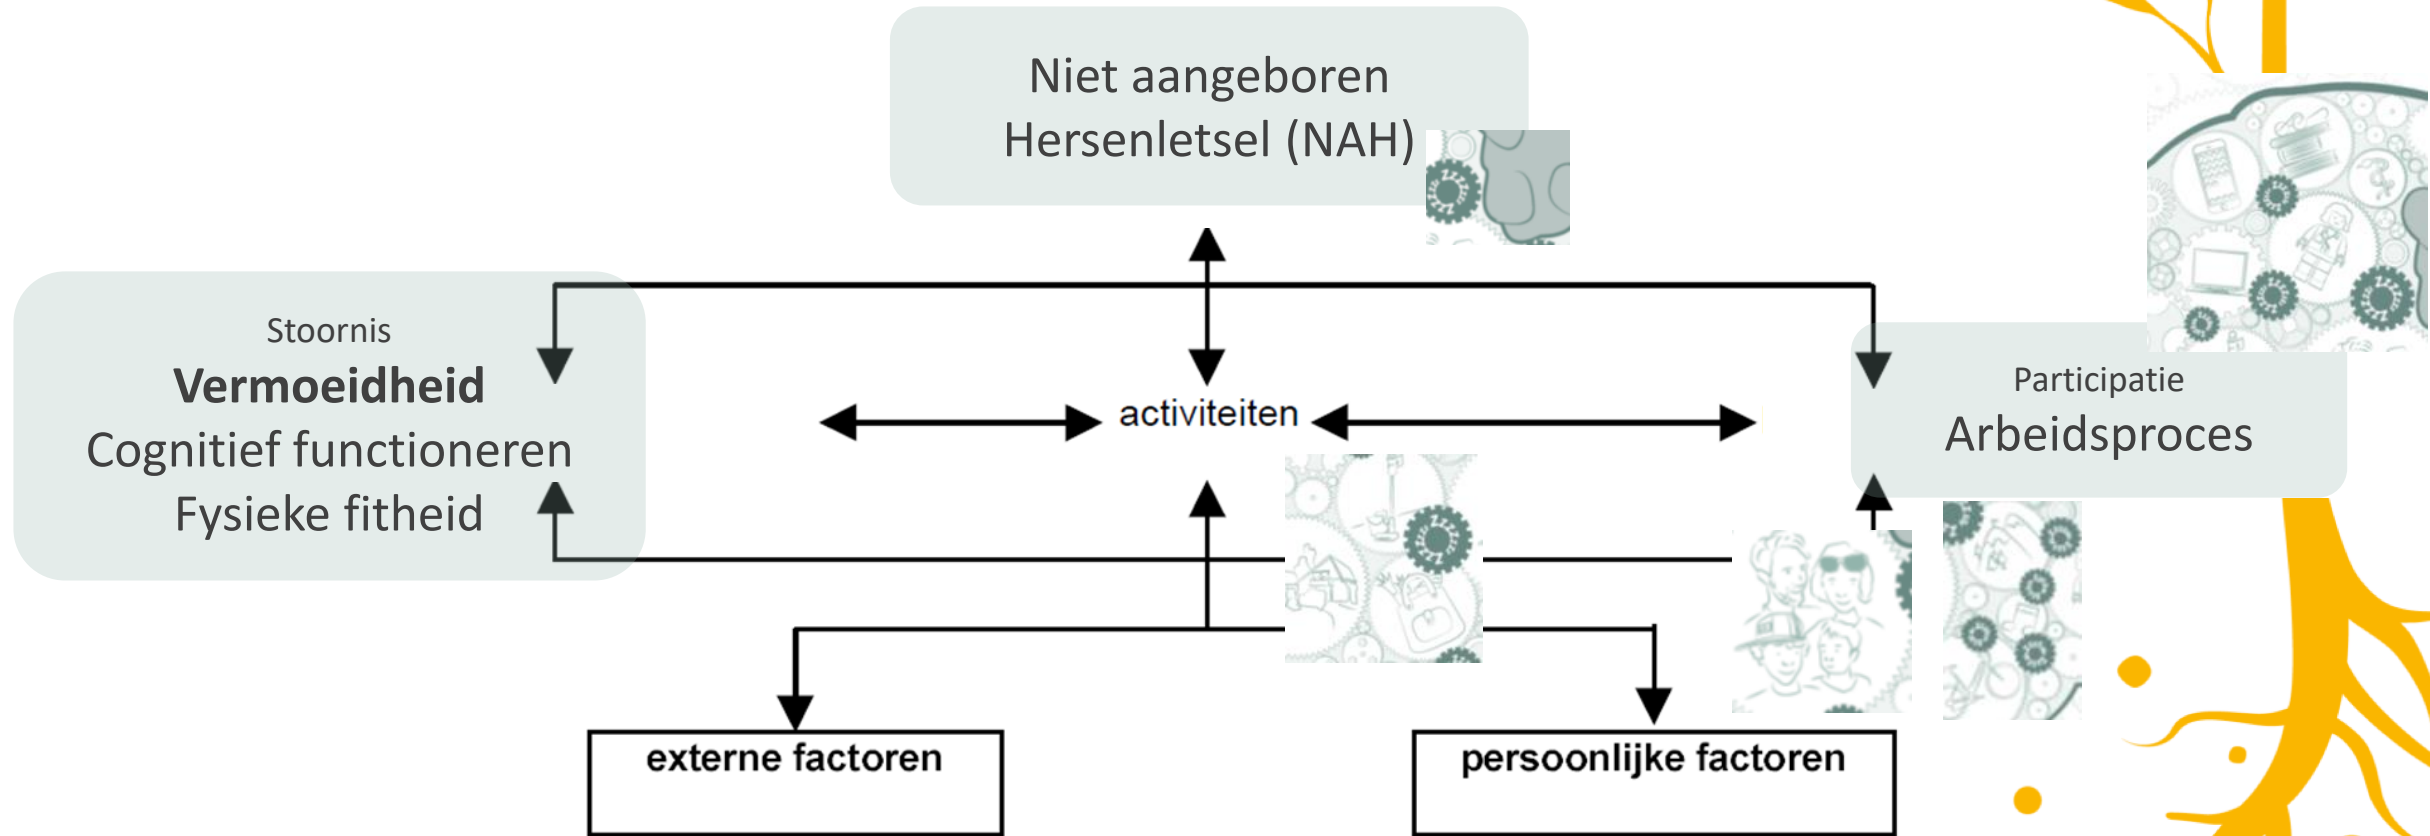 Niet aangeboren
Hersenletsel (NAH)
Stoornis
Vermoeidheid
Cognitief functioneren
Fysieke fitheid
activiteiten
Participatie
Arbeidsproces
externe factoren
persoonlijke factoren